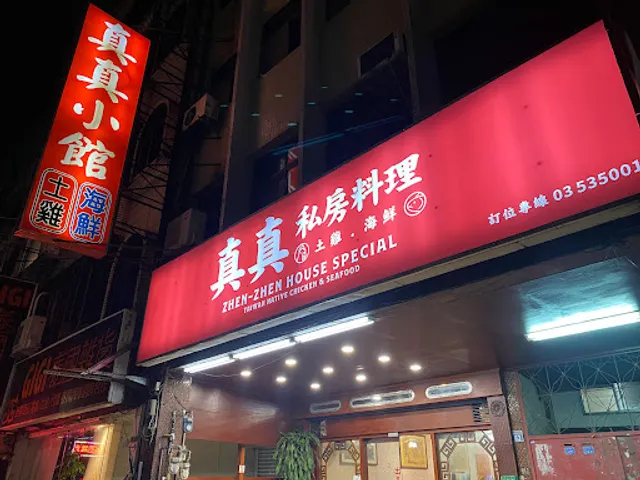 真真小館
土雞
海鮮
真真 私房料理
土雞.海鮮
ZHEN-ZHEN HOUSE SPECIAL
TAIWAN NATIVE CHICKEN & SEAFOOD
訂位專線 03 535001